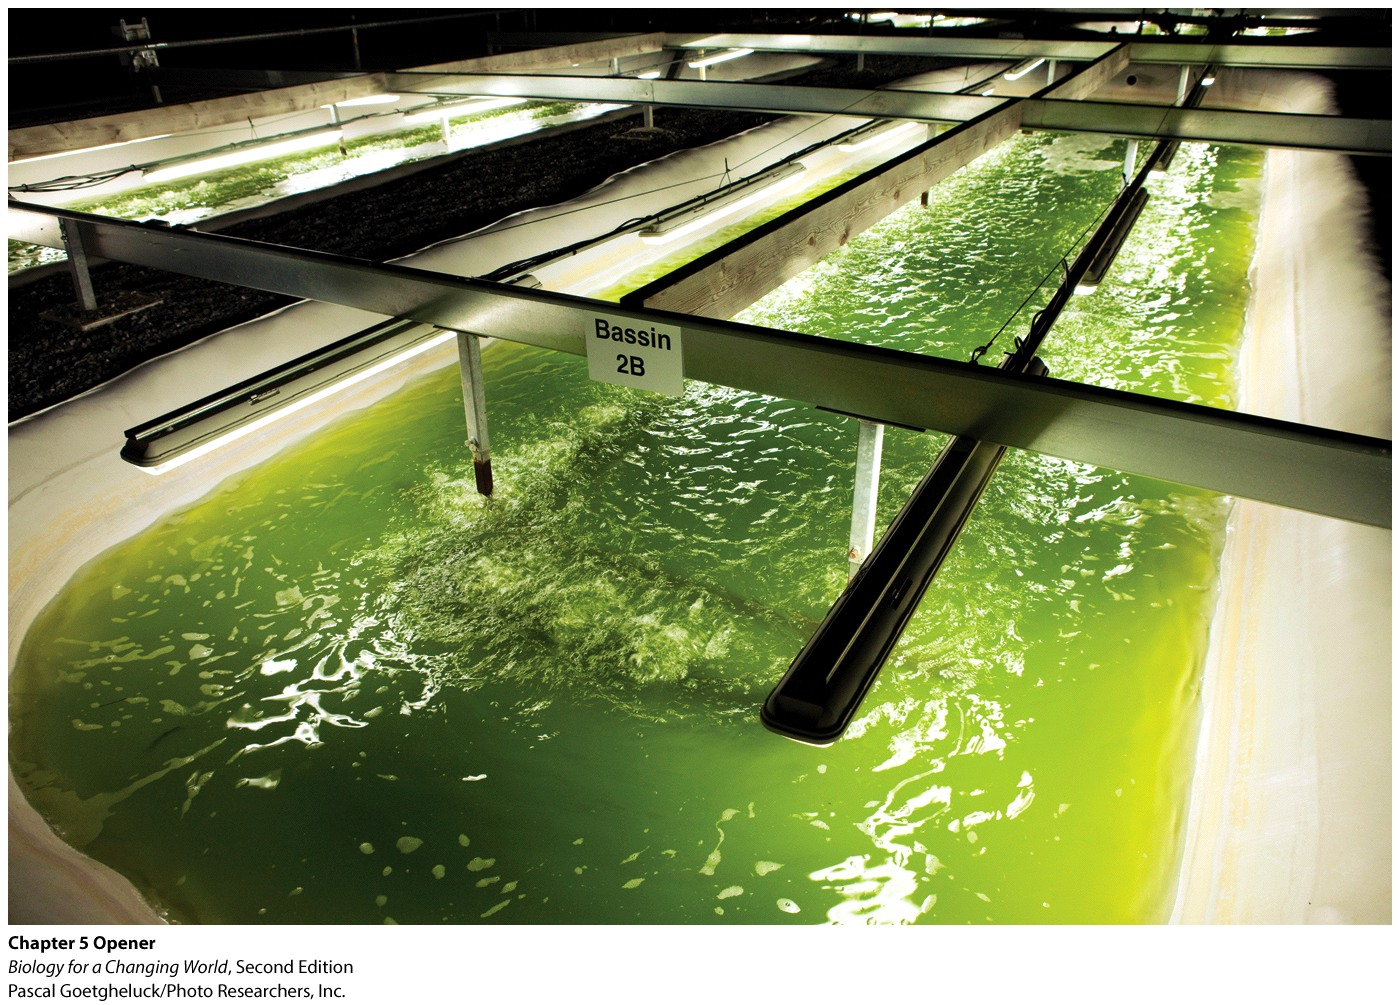 Bassin
2B
Chapter 5 Opener
Biology for a Changing World, Second Edition
Pascal Goetgheluck/Photo Researchers, Inc.